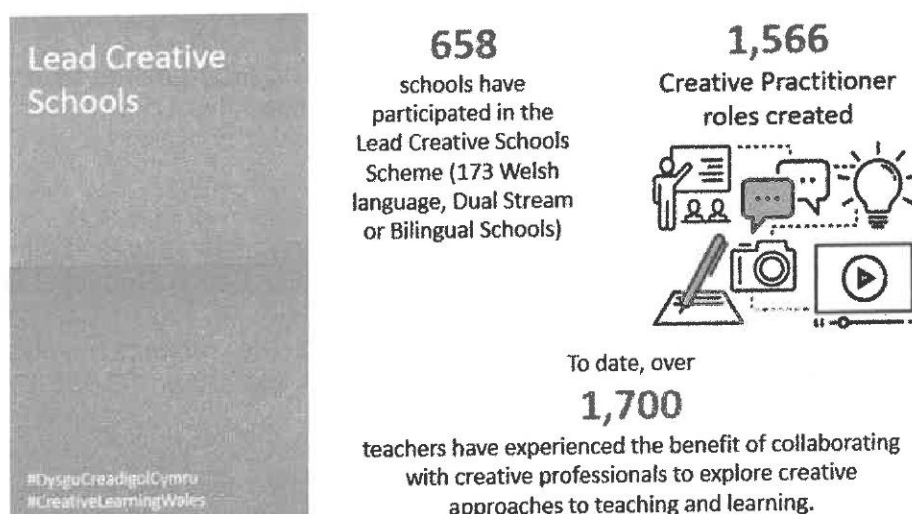 Lead Creative
Schools
#DysguCreadigolCymru
#CreativeLearningWales
658
schools have
participated in the
Lead Creative Schools
Scheme (173 Welsh
language, Dual Stream
or Bilingual Schools)
1,566
Creative Practitioner
roles created
To date, over
1,700
teachers have experienced the benefit of collaborating
with creative professionals to explore creative
approaches to teaching and learning.